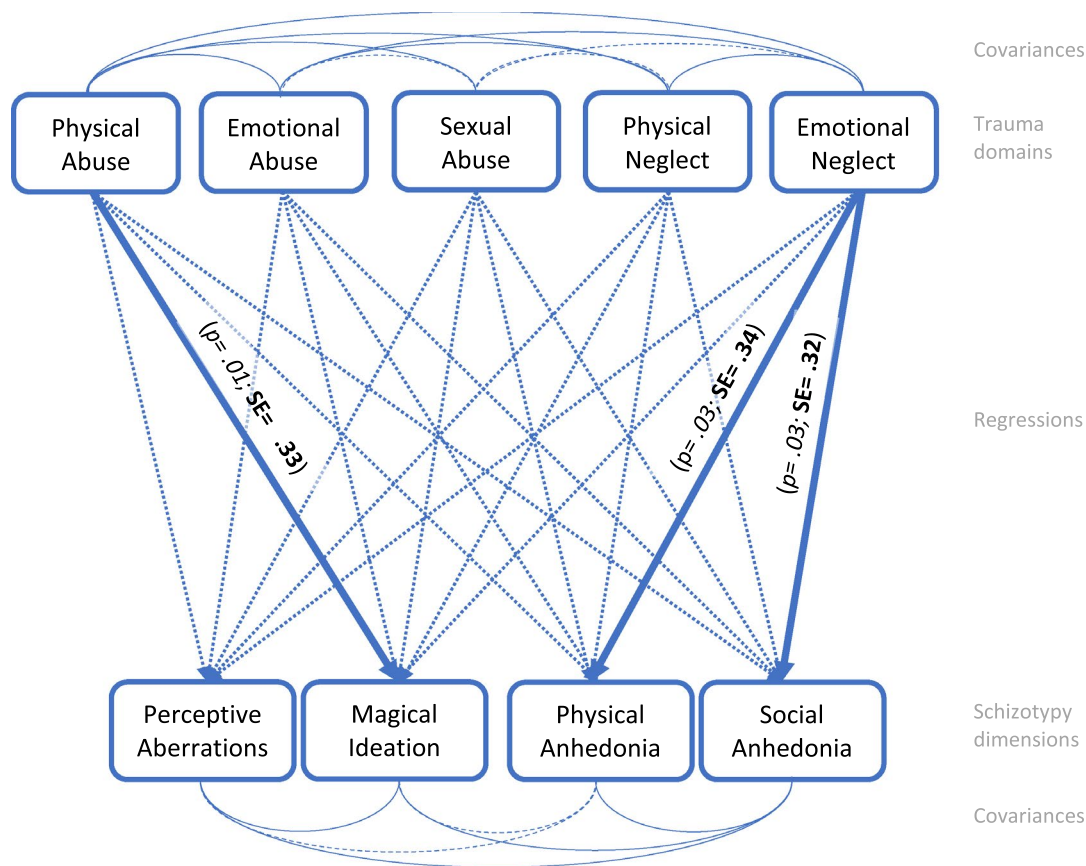 Covariances
Physical
Abuse
Emotional
Abuse
Sexual
Abuse
Physical
Neglect
Emotional
Neglect
Trauma
domains
(p= .01; SE= .33)
(p= .03; SE= .34)
(p= .03; SE= .32)
Regressions
Perceptive
Aberrations
Magical
Ideation
Physical
Anhedonia
Social
Anhedonia
Schizotypy
dimensions
Covariances